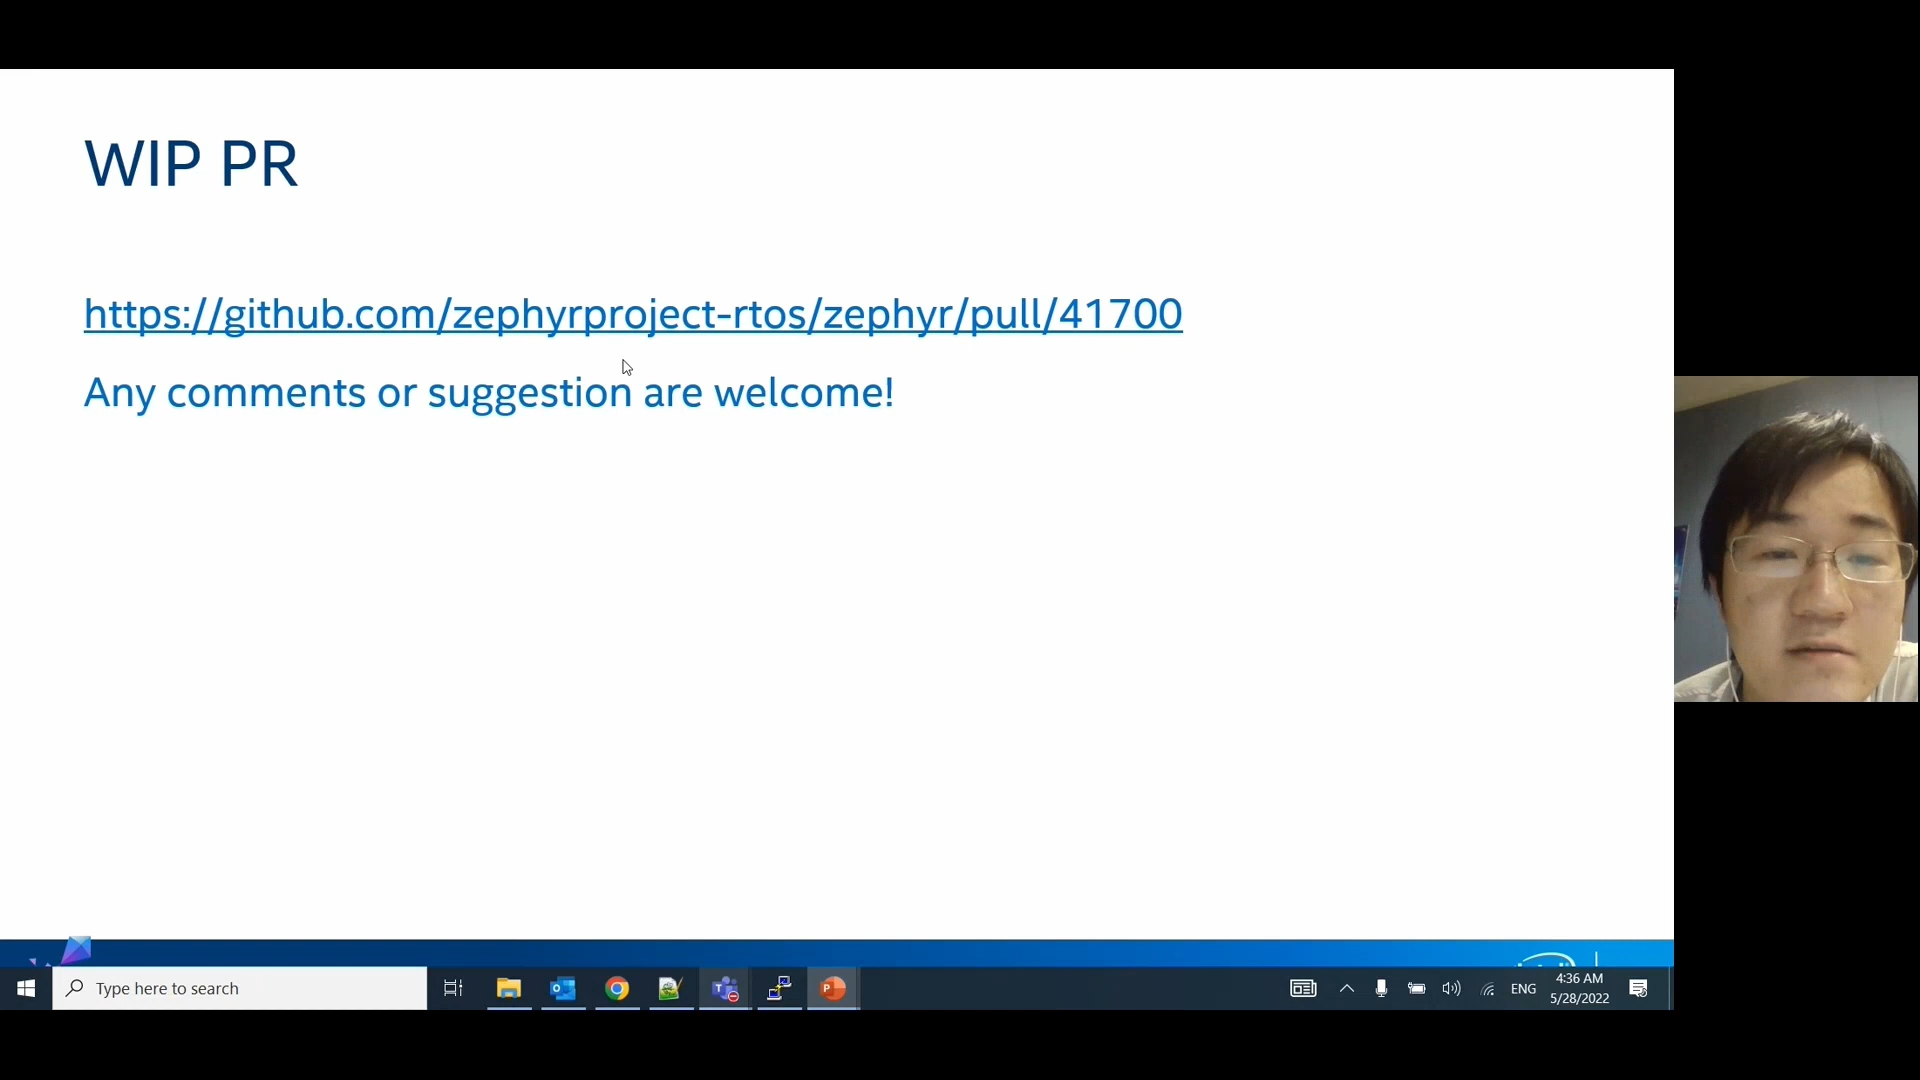 WIP PR
https://github.com/zephyrproject-rtos/zephyr/pull/41700
Any comments or suggestion are welcome!
Type here to search
ENG
4:36 AM
5/28/2022